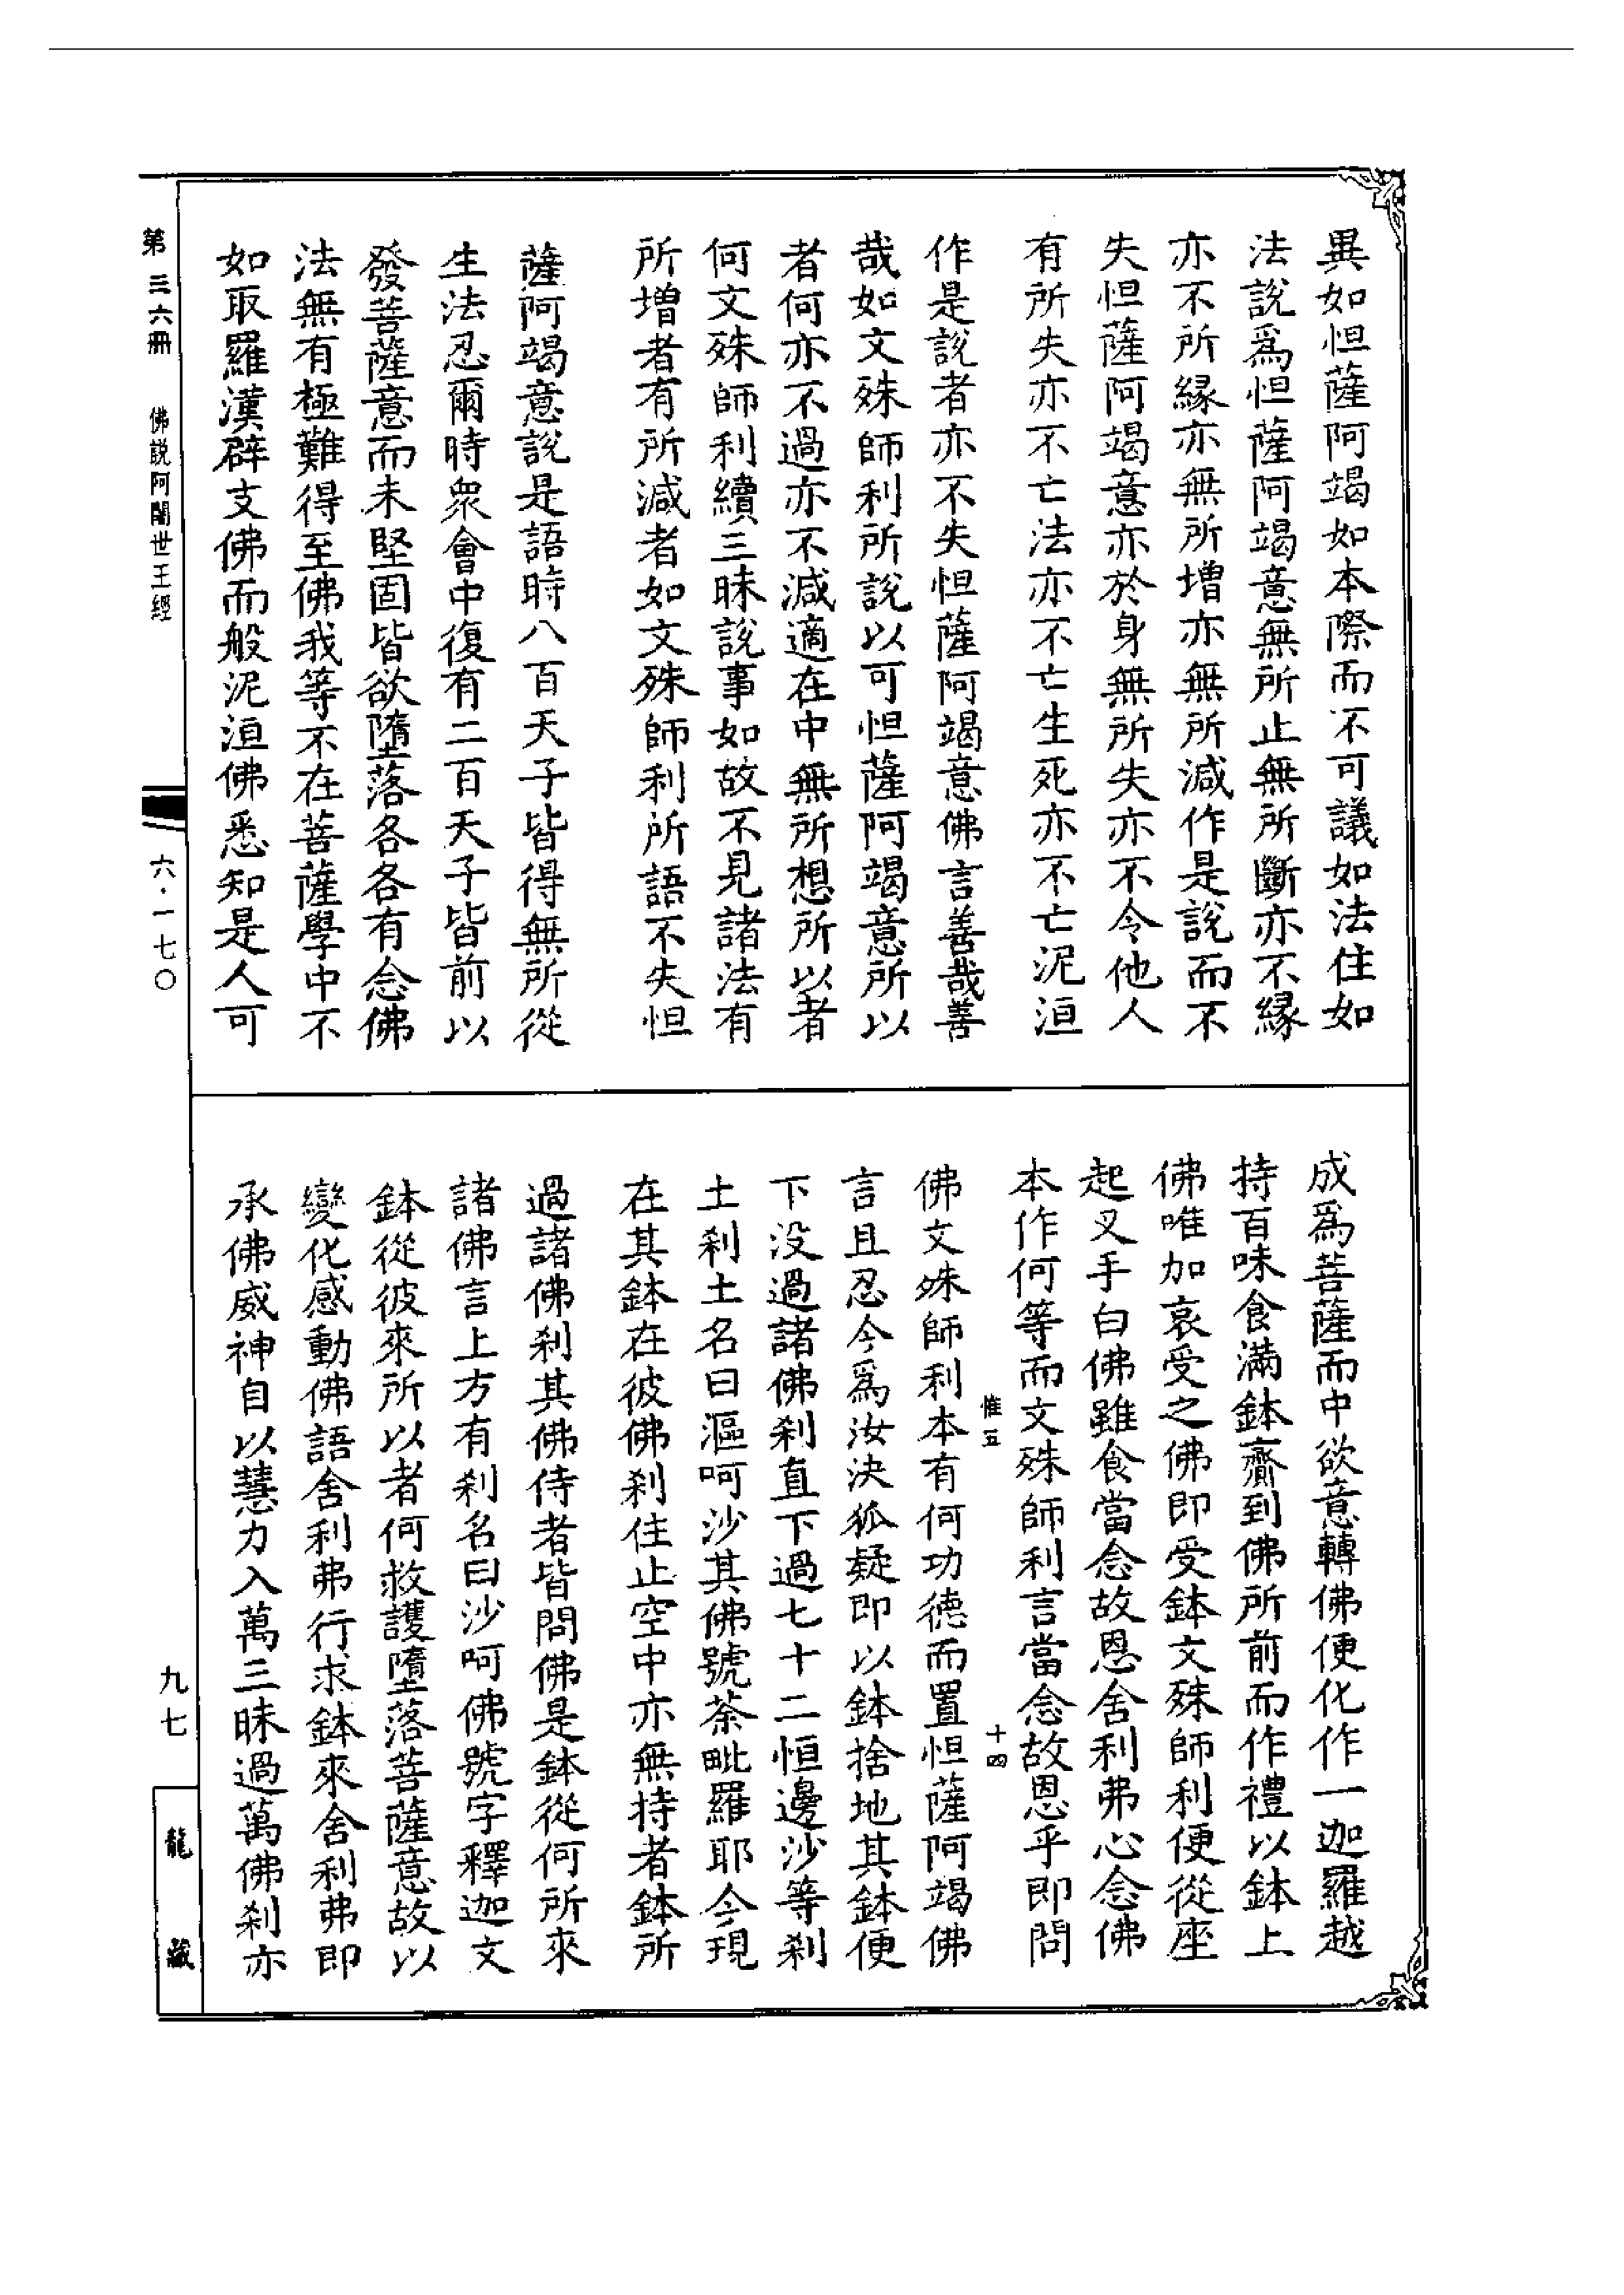 異如怛薩阿竭如本際而不可議如法住如
法說爲怛薩阿竭意無所止無所斷亦不緣
亦不所緣亦無所增亦無所減作是說而不
失怛薩阿竭意亦於身無所失亦不令他人
有所失亦不亡法亦不亡生死亦不亡泥洹
作是說者亦不失怛薩阿竭意佛言善哉善
哉如文殊師利所說以可怛薩阿竭意所以
者何亦不過亦不減適在中無所想所以者
何文殊師利續三昧說事如故不見諸法有
所增者有所減者如文殊師利所語不失怛
薩阿竭意說是語時八百天子皆得無所從
生法忍爾時衆會中復有二百天子皆前以
發菩薩意而未堅固皆欲墮落各各有念佛
法無有極難得至佛我等不在菩薩學中不
如取羅漢辟支佛而般泥洹佛悉知是人可
成爲菩薩而中欲意轉佛便化作一迦羅越
持百味食滿鉢齎到佛所前而作禮以鉢上
佛唯加哀受之佛即受鉢文殊師利便從座
起叉手白佛雖食當念故恩舍利弗心念佛
本作何等而文殊師利言當念故恩乎即問
惟五
十四
佛文殊師利本有何功德而置怛薩阿竭佛
言且忍今爲汝決狐疑即以鉢捨地其鉢便
下没過諸佛刹直下過七十二恒邊沙等刹
土刹土名曰漚呵沙其佛號荼毗羅耶今現
在其鉢在彼佛刹住止空中亦無持者鉢所
過諸佛刹其佛侍者皆問佛是鉢從何所來
諸佛言上方有刹名曰沙呵佛號字釋迦文
鉢從彼來所以者何救護墮落菩薩意故以
變化感動佛語舍利弗行求鉢來舍利弗即
承佛威神自以慧力入萬三昧過萬佛刹亦
第三六册
佛説阿闍世王經
六·一七〇
九七
龍藏